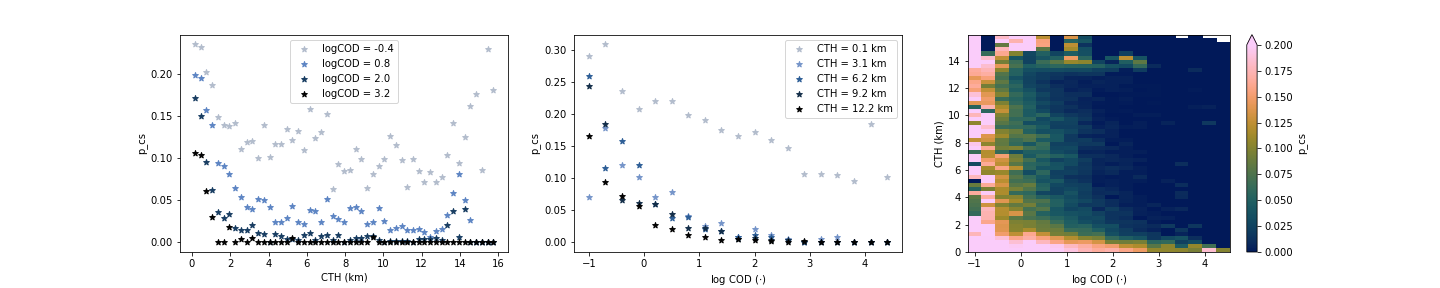 p_cs
0.00
0.05
0.10
0.15
0.20
logCOD = -0.4
logCOD = 0.8
logCOD = 2.0
logCOD = 3.2
0 2 4 6 8 10 12 14 16
CTH (km)
p_cs
0.00
0.05
0.10
0.15
0.20
0.25
0.30
CTH = 0.1 km
CTH = 3.1 km
CTH = 6.2 km
CTH = 9.2 km
CTH = 12.2 km
−1 0 1 2 3 4
log COD (·)
CTH (km)
0
2
4
6
8
10
12
14
−1 0 1 2 3 4
log COD (·)
0.200
0.175
0.150
0.125
0.100
0.075
0.050
0.025
0.000
p_cs